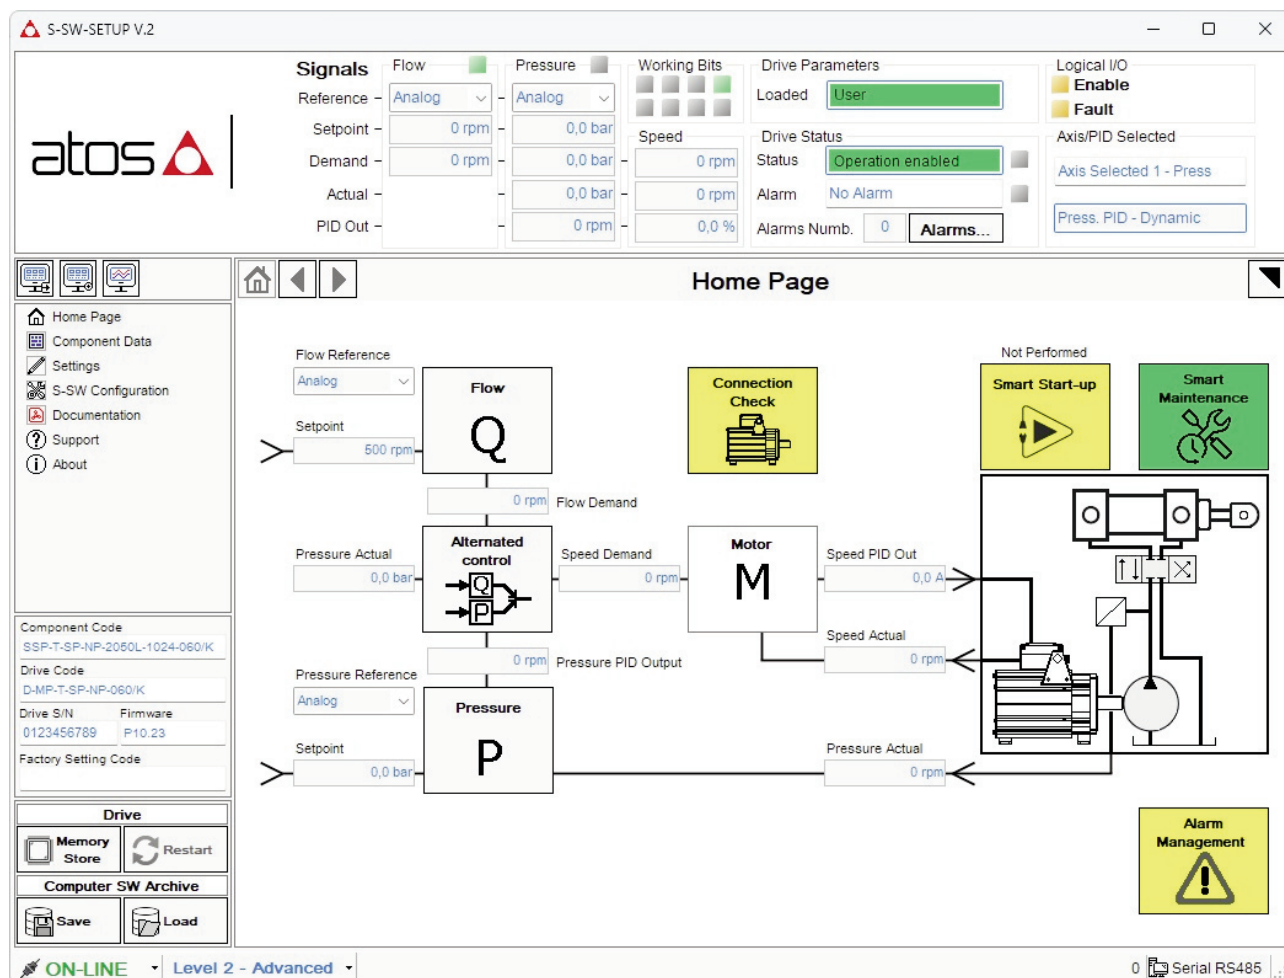 S-SW-SETUP V.2
atos
Signals
Flow
Pressure
Working Bits
Drive Parameters
Logical I/O
Reference
Analog
Analog
Loaded
User
Enable
Fault
Setpoint
0 rpm
0,0 bar
Speed
Drive Status
Axis/PID Selected
Demand
0 rpm
0,0 bar
0 rpm
Status
Operation enabled
Axis Selected 1 - Press
Actual
0,0 bar
0 rpm
Alarm
No Alarm
PID Out
0 rpm
0,0 %
Alarms Numb.
0
Alarms...
Press. PID - Dynamic
Home Page
Home Page
Component Data
Settings
S-SW Configuration
Documentation
Support
About
Component Code
SSP-T-SP-NP-2050L-1024-060/K
Drive Code
D-MP-T-SP-NP-060/K
Drive S/N
Firmware
0123456789
P10.23
Factory Setting Code
Drive
Memory
Store
Restart
Computer SW Archive
Save
Load
Flow Reference
Analog
Setpoint
500 rpm
Flow
Q
0 rpm
Flow Demand
Pressure Actual
0,0 bar
Alternated
control
Q
P
Speed Demand
0 rpm
0 rpm
Pressure PID Output
Pressure Reference
Analog
Setpoint
0,0 bar
Pressure
P
Connection
Check
Motor
M
Speed PID Out
0,0 A
Speed Actual
0 rpm
Pressure Actual
0 rpm
Not Performed
Smart Start-up
Smart
Maintenance
Alarm
Management
ON-LINE
Level 2 - Advanced
0
Serial RS485